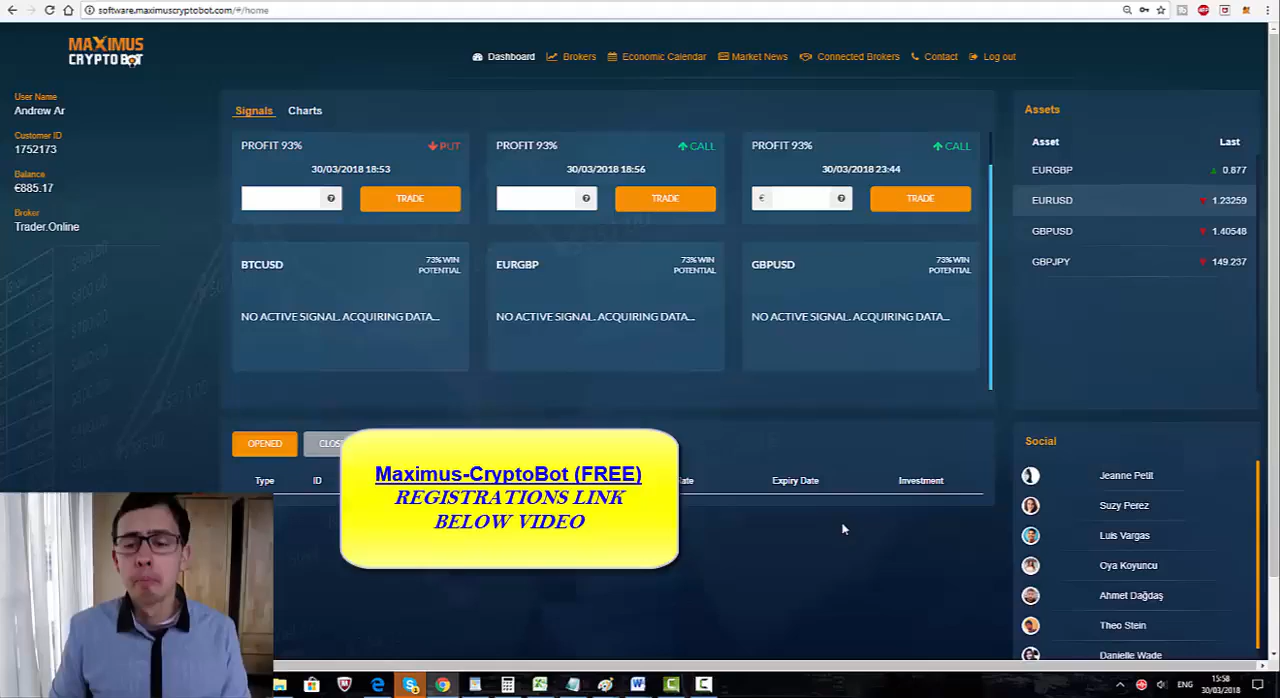 software.maximuscryptobot.com/#/home
MAXIMUS
CRYPTOBOT
Dashboard
Brokers
Economic Calendar
Market News
Connected Brokers
Contact
Log out
User Name
Andrew Ar
Customer ID
1752173
Balance
€885.17
Broker
Trader.Online
Signals
Charts
PROFIT 93%
PUT
30/03/2018 18:53
TRADE
PROFIT 93%
CALL
30/03/2018 18:56
TRADE
PROFIT 93%
CALL
30/03/2018 23:44
€
TRADE
BTCUSD
73% WIN
POTENTIAL
NO ACTIVE SIGNAL. ACQUIRING DATA...
EURGBP
73% WIN
POTENTIAL
NO ACTIVE SIGNAL. ACQUIRING DATA...
GBPUSD
73% WIN
POTENTIAL
NO ACTIVE SIGNAL. ACQUIRING DATA...
Assets
Asset Last
EURGBP 0.877
EURUSD 1.23259
GBPUSD 1.40548
GBPJPY 149.237
OPENED
Type ID Expiry Date Investment
Maximus-CryptoBot (FREE)
REGISTRATIONS LINK
BELOW VIDEO
Social
Jeanne Petit
Suzy Perez
Luis Vargas
Oya Koyuncu
Ahmet Dağdaş
Theo Stein
Danielle Wade
ENG
15:58
30/03/2018